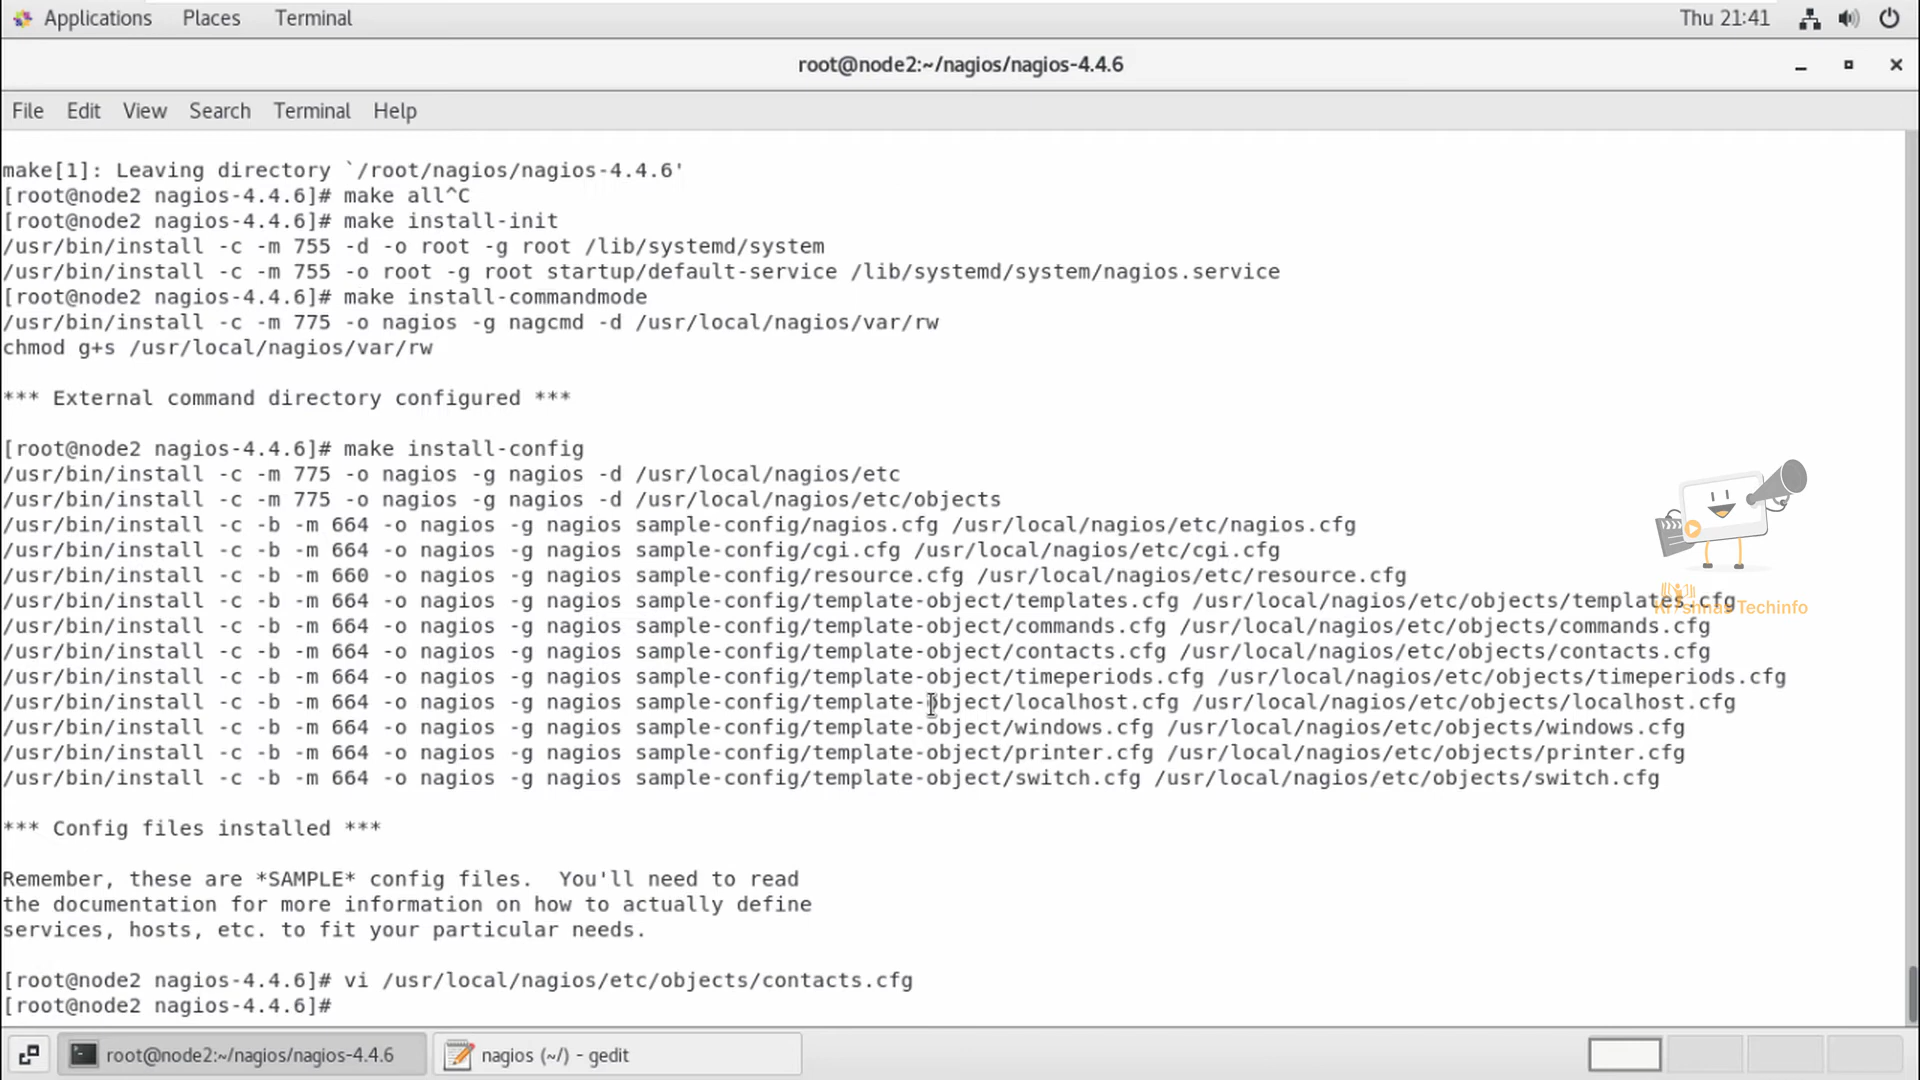 Applications Places Terminal Thu 21:41
root@node2:~/nagios/nagios-4.4.6
File Edit View Search Terminal Help
make[1]: Leaving directory `/root/nagios/nagios-4.4.6'
[root@node2 nagios-4.4.6]# make all^C
[root@node2 nagios-4.4.6]# make install-init
/usr/bin/install -c -m 755 -d -o root -g root /lib/systemd/system
/usr/bin/install -c -m 755 -o root -g root startup/default-service /lib/systemd/system/nagios.service
[root@node2 nagios-4.4.6]# make install-commandmode
/usr/bin/install -c -m 775 -o nagios -g nagcmd -d /usr/local/nagios/var/rw
chmod g+s /usr/local/nagios/var/rw
*** External command directory configured ***
[root@node2 nagios-4.4.6]# make install-config
/usr/bin/install -c -m 775 -o nagios -g nagios -d /usr/local/nagios/etc
/usr/bin/install -c -m 775 -o nagios -g nagios -d /usr/local/nagios/etc/objects
/usr/bin/install -c -b -m 664 -o nagios -g nagios sample-config/nagios.cfg /usr/local/nagios/etc/nagios.cfg
/usr/bin/install -c -b -m 664 -o nagios -g nagios sample-config/cgi.cfg /usr/local/nagios/etc/cgi.cfg
/usr/bin/install -c -b -m 660 -o nagios -g nagios sample-config/resource.cfg /usr/local/nagios/etc/resource.cfg
/usr/bin/install -c -b -m 664 -o nagios -g nagios sample-config/template-object/templates.cfg /usr/local/nagios/etc/objects/templates.cfg
Krishnas Techinfo
/usr/bin/install -c -b -m 664 -o nagios -g nagios sample-config/template-object/commands.cfg /usr/local/nagios/etc/objects/commands.cfg
/usr/bin/install -c -b -m 664 -o nagios -g nagios sample-config/template-object/contacts.cfg /usr/local/nagios/etc/objects/contacts.cfg
/usr/bin/install -c -b -m 664 -o nagios -g nagios sample-config/template-object/timeperiods.cfg /usr/local/nagios/etc/objects/timeperiods.cfg
/usr/bin/install -c -b -m 664 -o nagios -g nagios sample-config/template-object/localhost.cfg /usr/local/nagios/etc/objects/localhost.cfg
/usr/bin/install -c -b -m 664 -o nagios -g nagios sample-config/template-object/windows.cfg /usr/local/nagios/etc/objects/windows.cfg
/usr/bin/install -c -b -m 664 -o nagios -g nagios sample-config/template-object/printer.cfg /usr/local/nagios/etc/objects/printer.cfg
/usr/bin/install -c -b -m 664 -o nagios -g nagios sample-config/template-object/switch.cfg /usr/local/nagios/etc/objects/switch.cfg
*** Config files installed ***
Remember, these are *SAMPLE* config files.  You'll need to read
the documentation for more information on how to actually define
services, hosts, etc. to fit your particular needs.
[root@node2 nagios-4.4.6]# vi /usr/local/nagios/etc/objects/contacts.cfg
[root@node2 nagios-4.4.6]#
root@node2:~/nagios/nagios-4.4.6 nagios (~/) - gedit